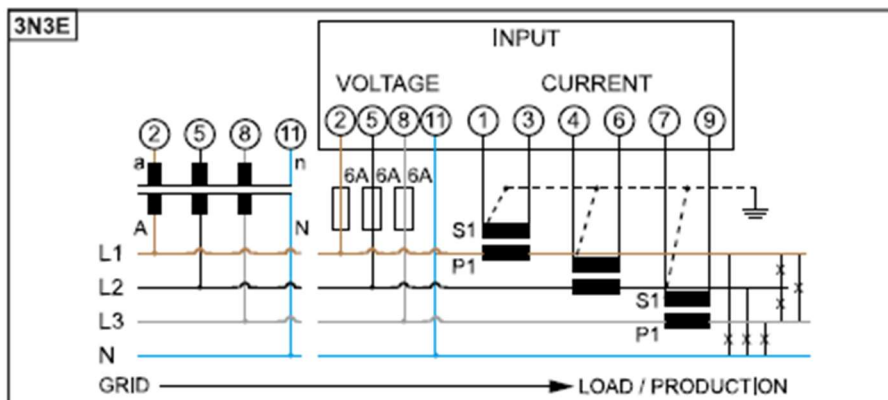 3N3E
INPUT
VOLTAGE CURRENT
2 5 8 11 2 5 8 11 1 3 4 6 7 9
a n 6A 6A 6A
A N S1
L1 P1
L2 S1
L3 P1
N
GRID LOAD / PRODUCTION